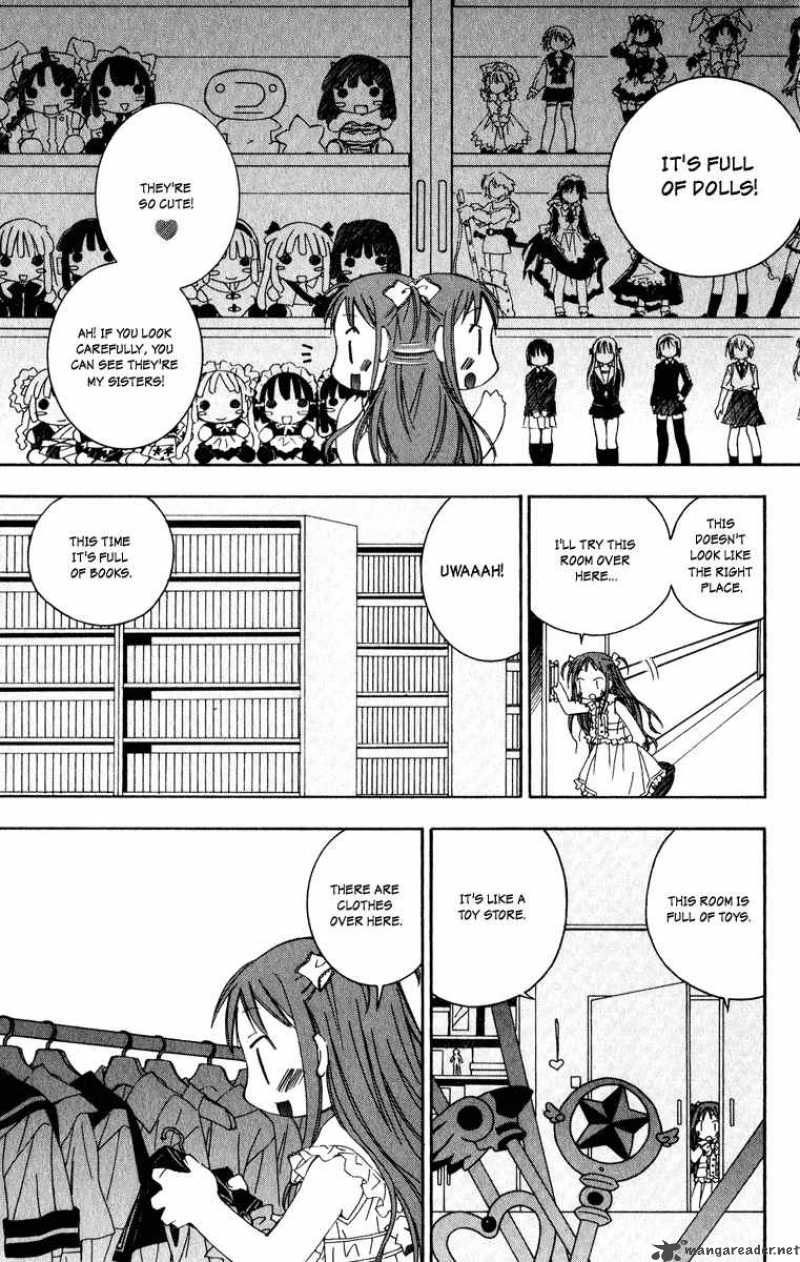 IT'S FULL
OF DOLLS!
THEY'RE
SO CUTE!
AH! IF YOU LOOK
CAREFULLY, YOU
CAN SEE THEY'RE
MY SISTERS!
THIS
DOESN'T
LOOK LIKE
THE RIGHT
PLACE.
I'LL TRY THIS
ROOM OVER
HERE...
UWAAAH!
THIS TIME
IT'S FULL
OF BOOKS.
THIS ROOM IS
FULL OF TOYS.
IT'S LIKE A
TOY STORE.
THERE ARE
CLOTHES
OVER HERE.
mangareader.net